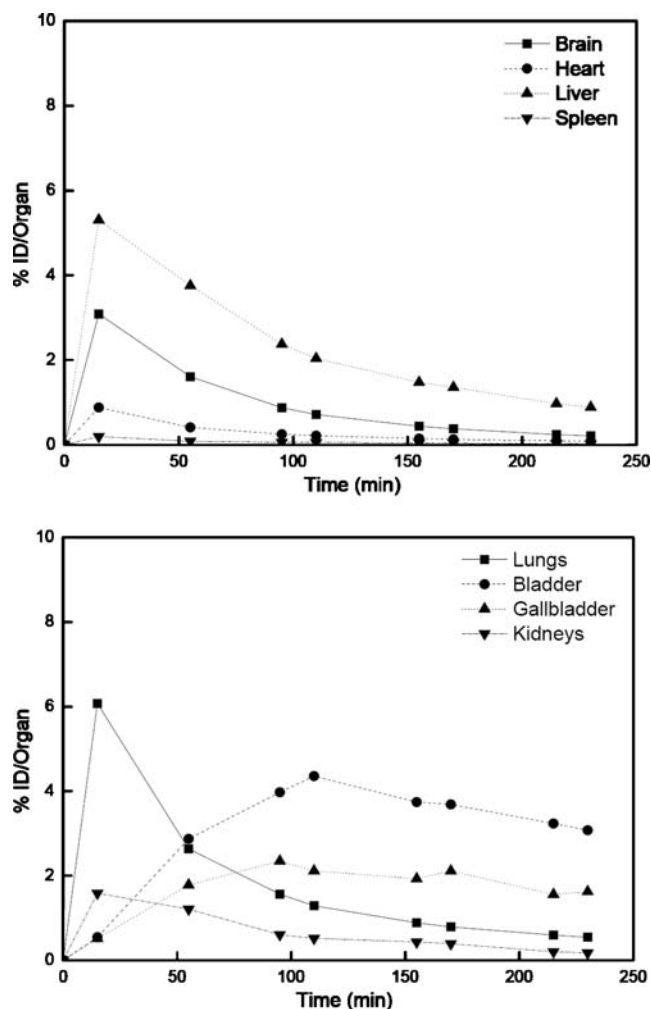 10
8
6
4
2
0
% ID/Organ
Brain
Heart
Liver
Spleen
0 50 100 150 200 250
Time (min)
10
8
6
4
2
0
% ID/Organ
Lungs
Bladder
Gallbladder
Kidneys
0 50 100 150 200 250
Time (min)